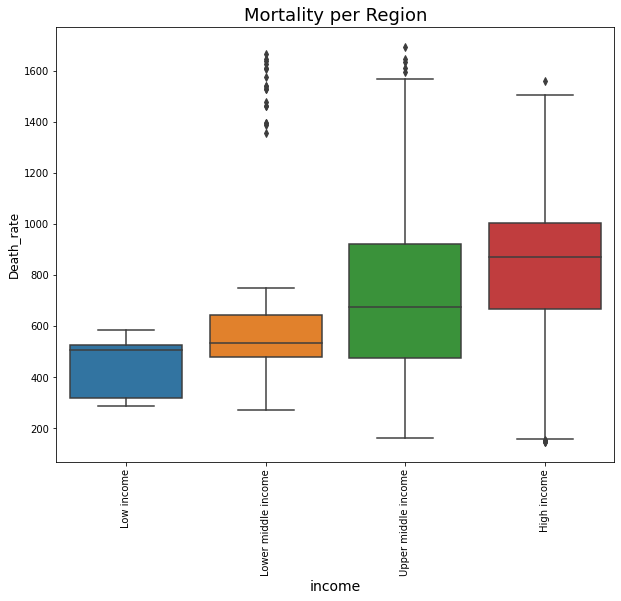 Mortality per Region
1600
1400
1200
1000
800
600
400
200
Death_rate
Low income
Lower middle income
Upper middle income
High income
income